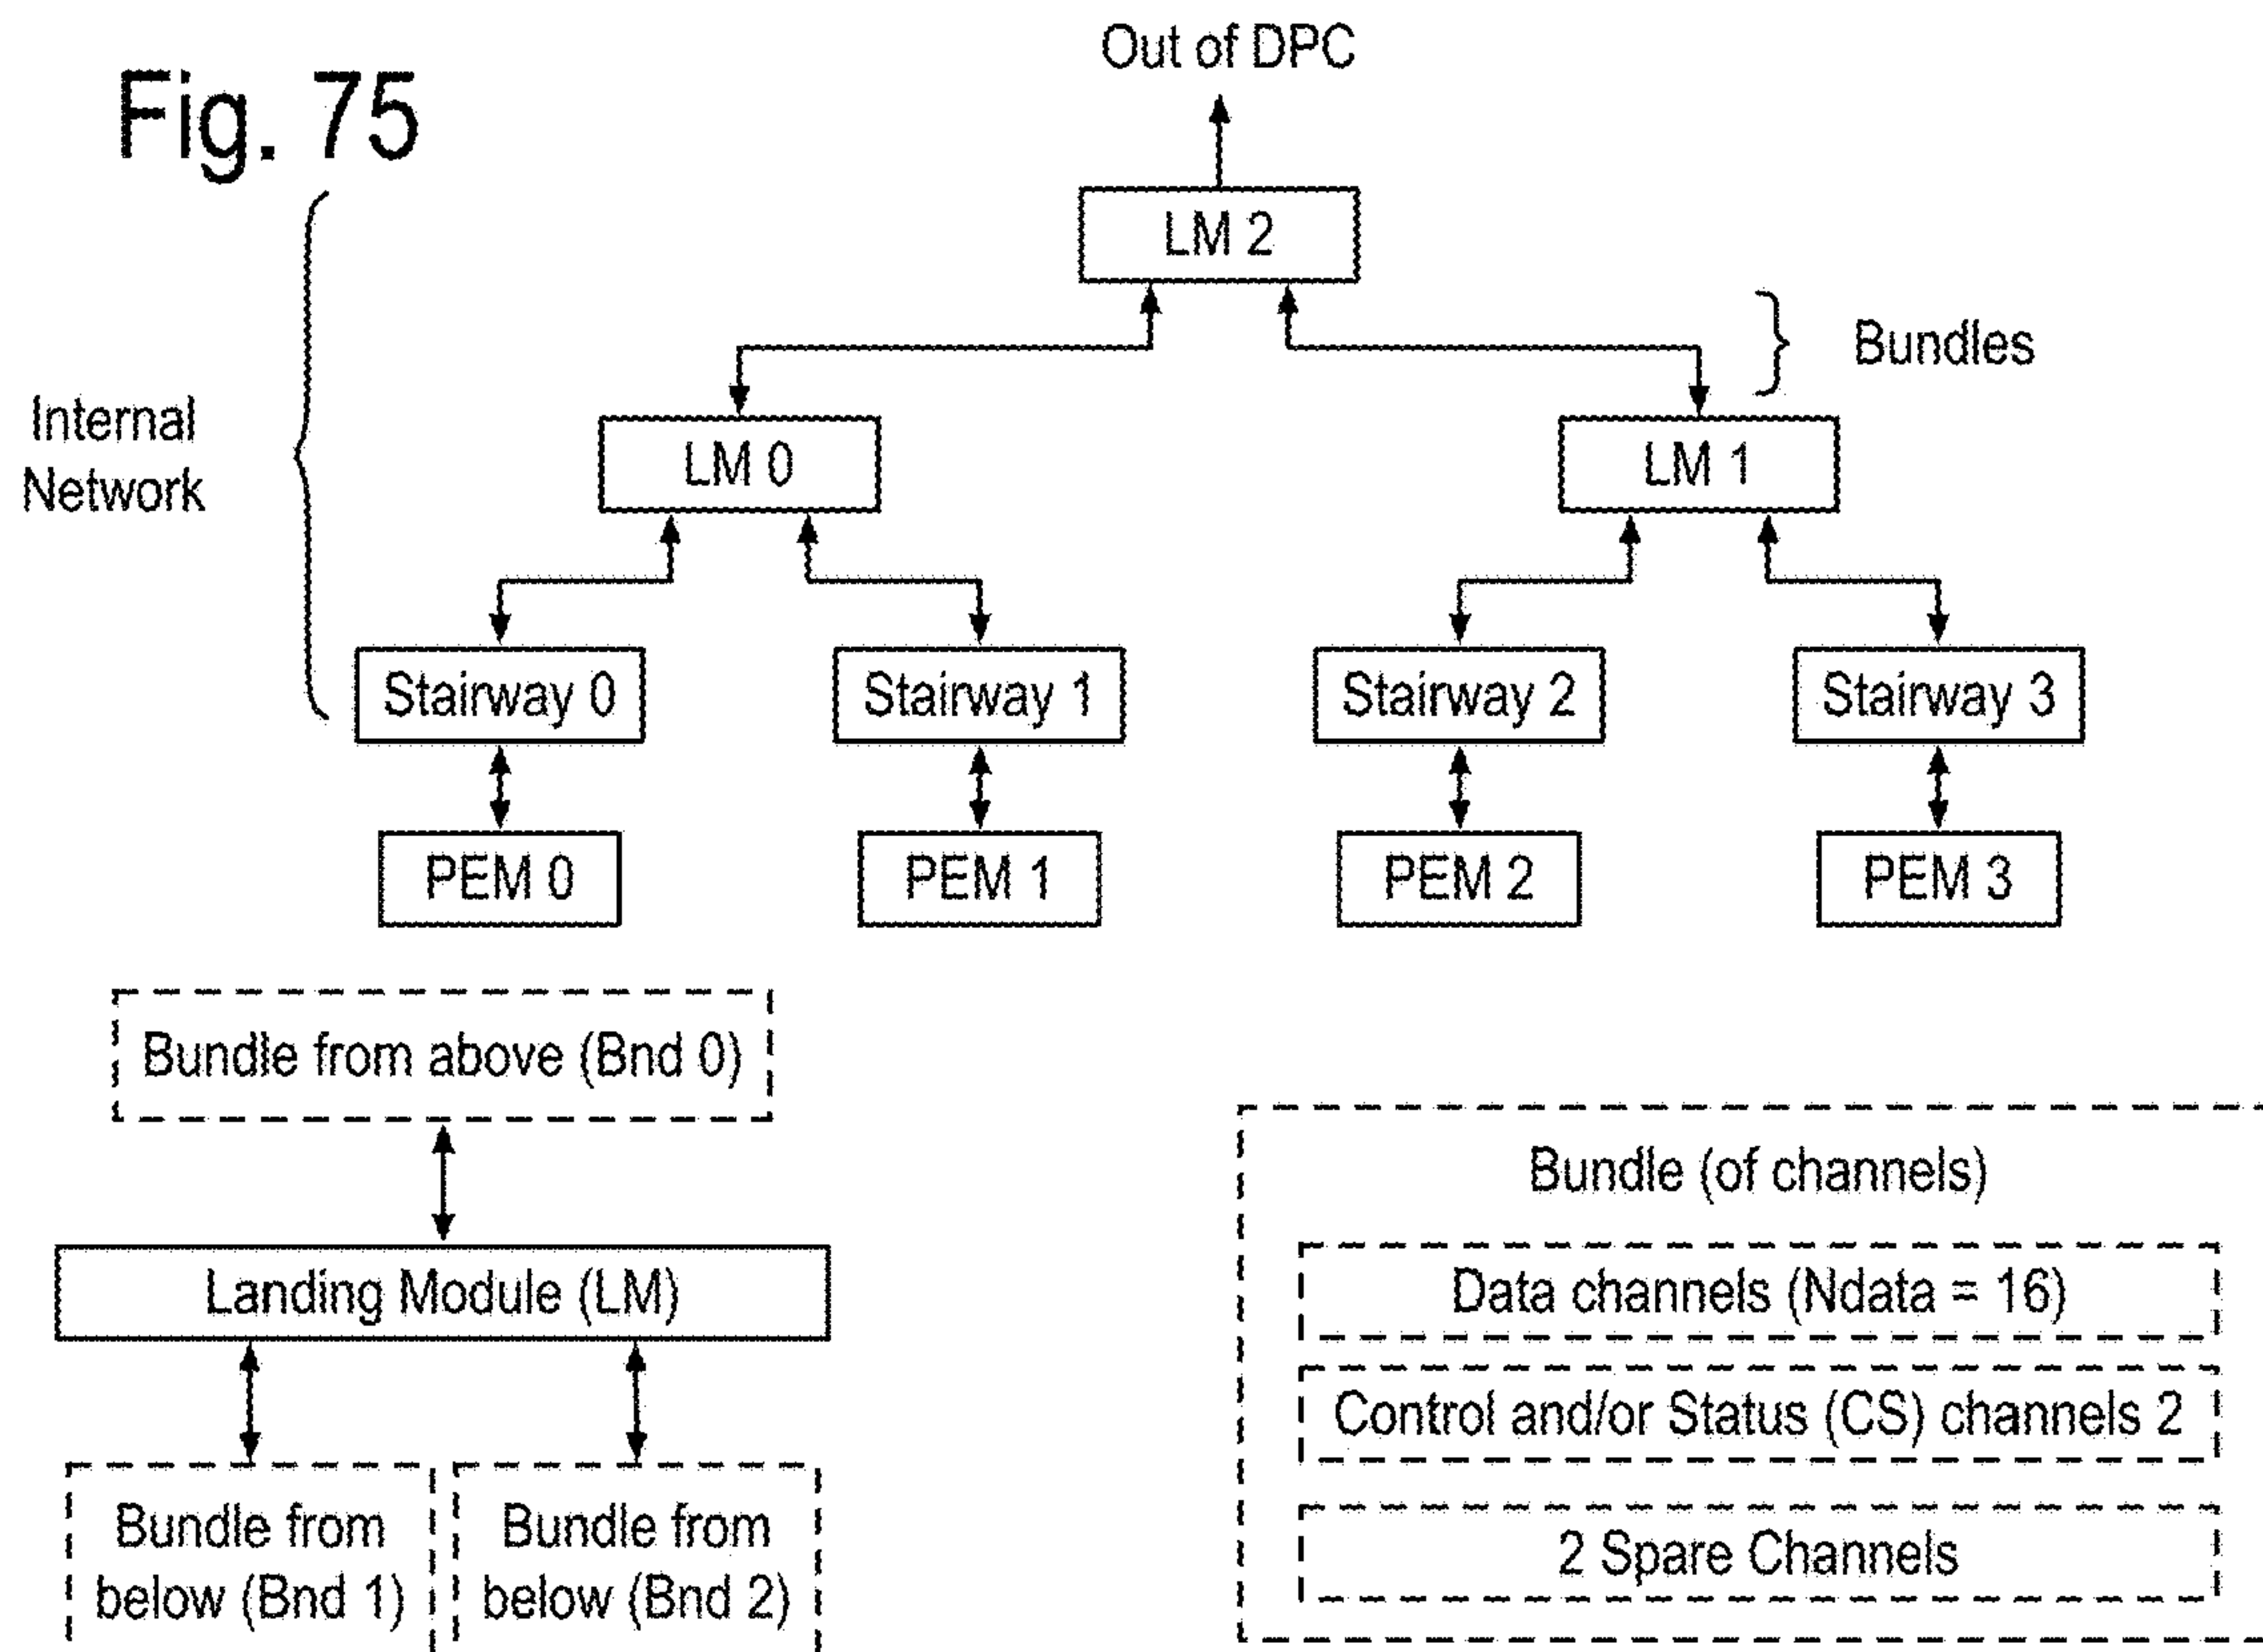 Fig. 75
Out of DPC
LM 2
Bundles
Internal
Network
LM 0
LM 1
Stairway 0
Stairway 1
Stairway 2
Stairway 3
PEM 0
PEM 1
PEM 2
PEM 3
Bundle from above (Bnd 0)
Landing Module (LM)
Bundle from
below (Bnd 1)
Bundle from
below (Bnd 2)
Bundle (of channels)
Data channels (Ndata = 16)
Control and/or Status (CS) channels 2
2 Spare Channels